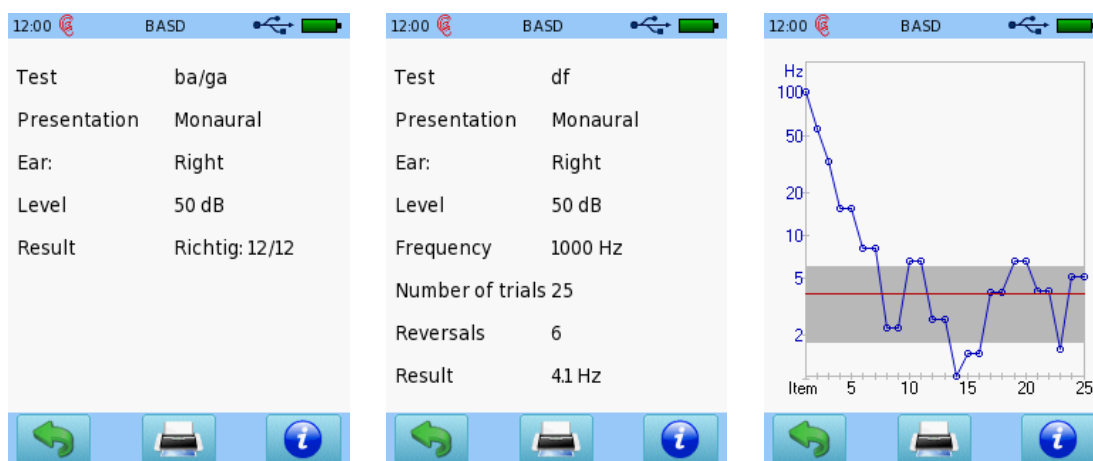 12:00 BASD
Test ba/ga
Presentation Monaural
Ear: Right
Level 50 dB
Result Richtig: 12/12
12:00 BASD
Test df
Presentation Monaural
Ear: Right
Level 50 dB
Frequency 1000 Hz
Number of trials 25
Reversals 6
Result 4.1 Hz
12:00 BASD
Hz
100
50
20
10
5
2
Item 5 10 15 20 25